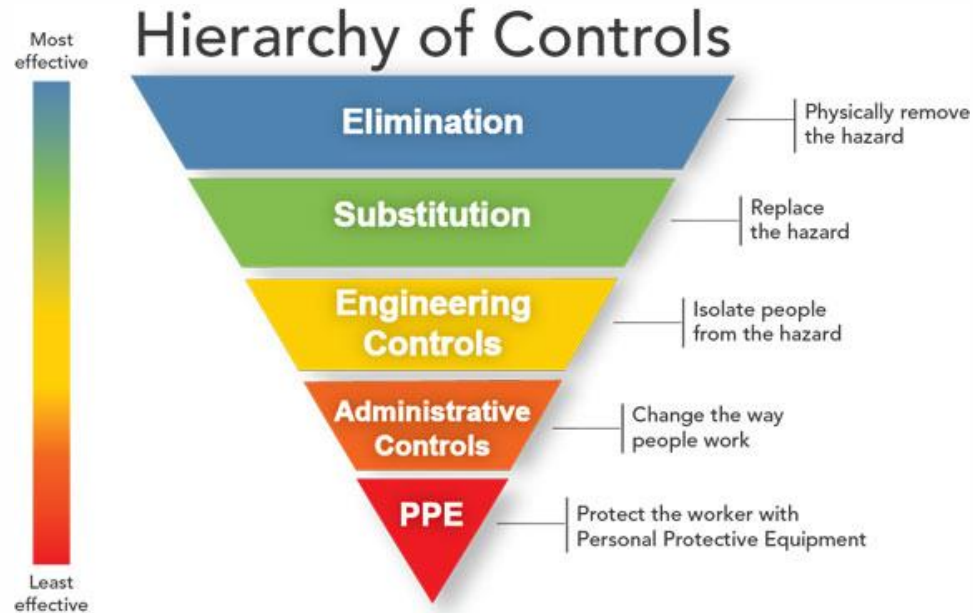 Hierarchy of Controls
Most
effective
Elimination
Physically remove
the hazard
Substitution
Replace
the hazard
Engineering
Controls
Isolate people
from the hazard
Administrative
Controls
Change the way
people work
PPE
Protect the worker with
Personal Protective Equipment
Least
effective